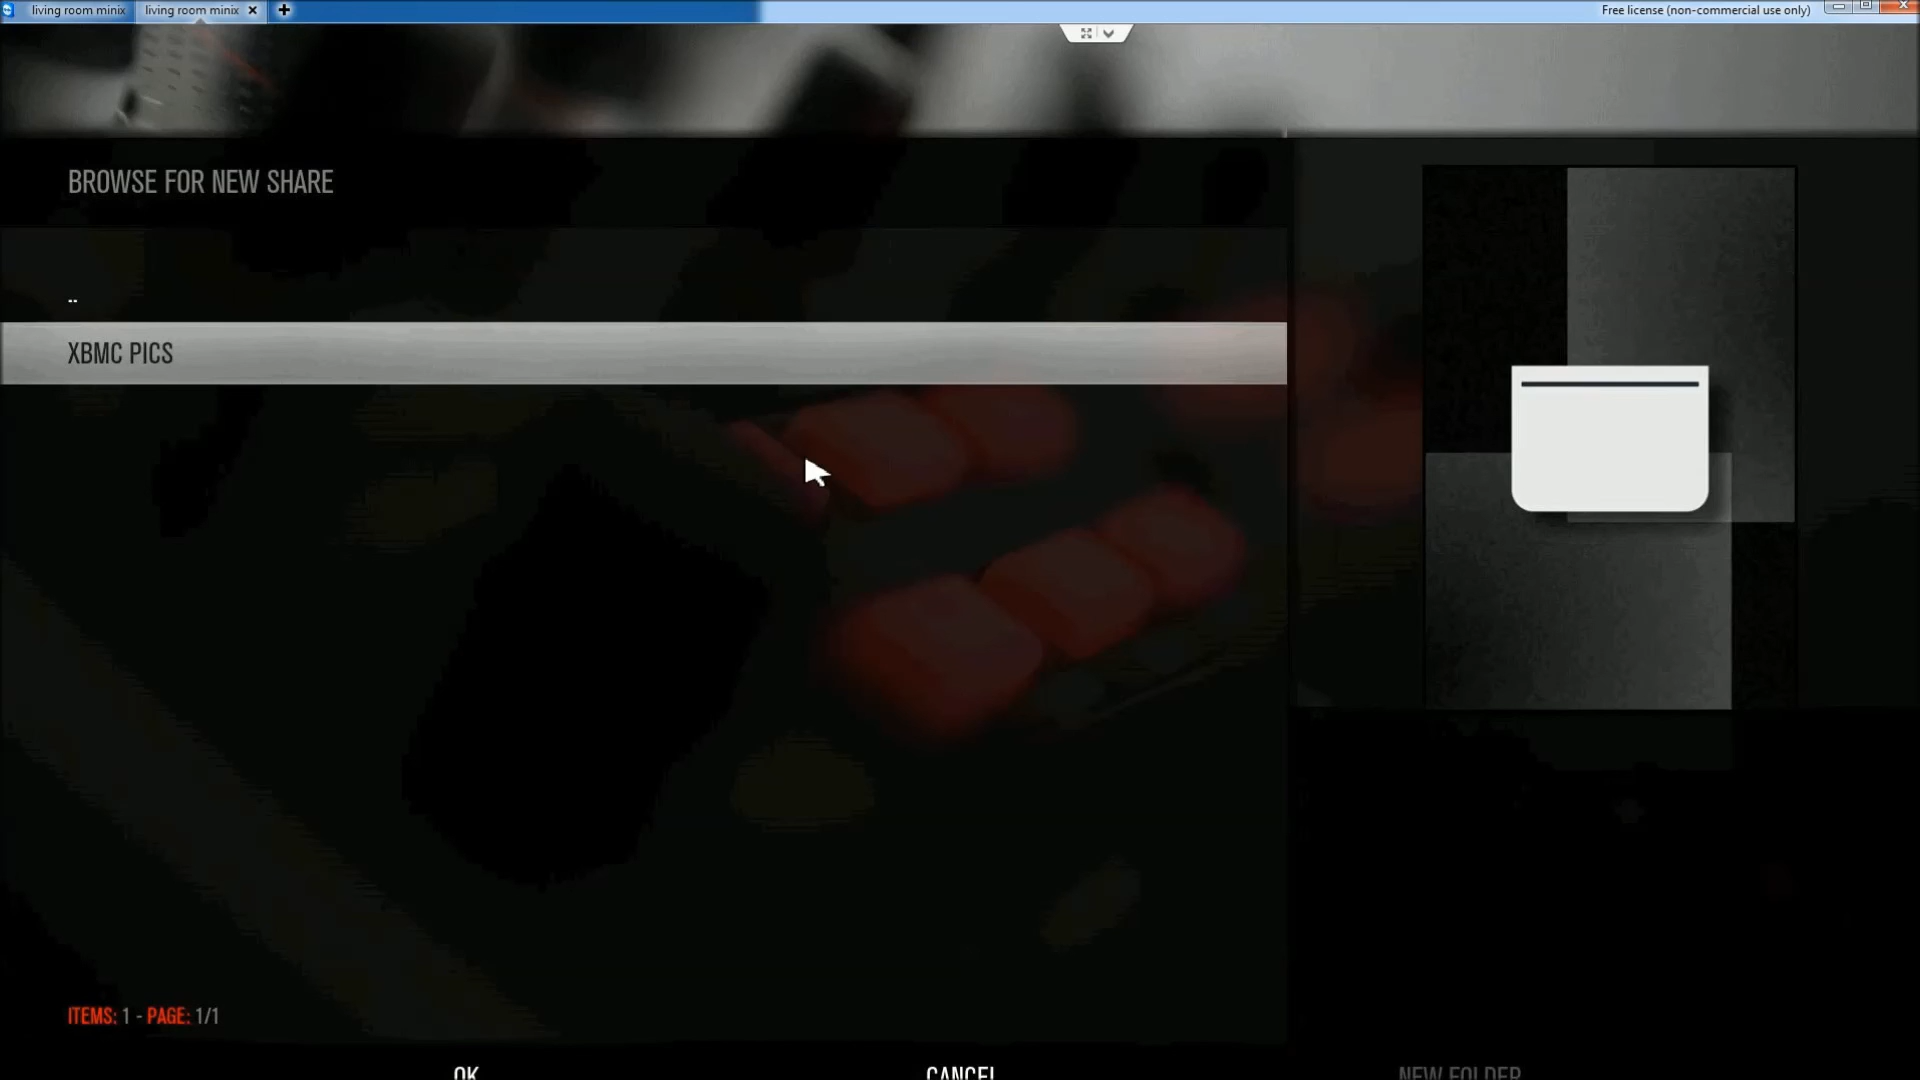 living room minix
living room minix
Free license (non-commercial use only)
BROWSE FOR NEW SHARE
..
XBMC PICS
ITEMS: 1 - PAGE: 1/1
OK
CANCEL
NEW FOLDER